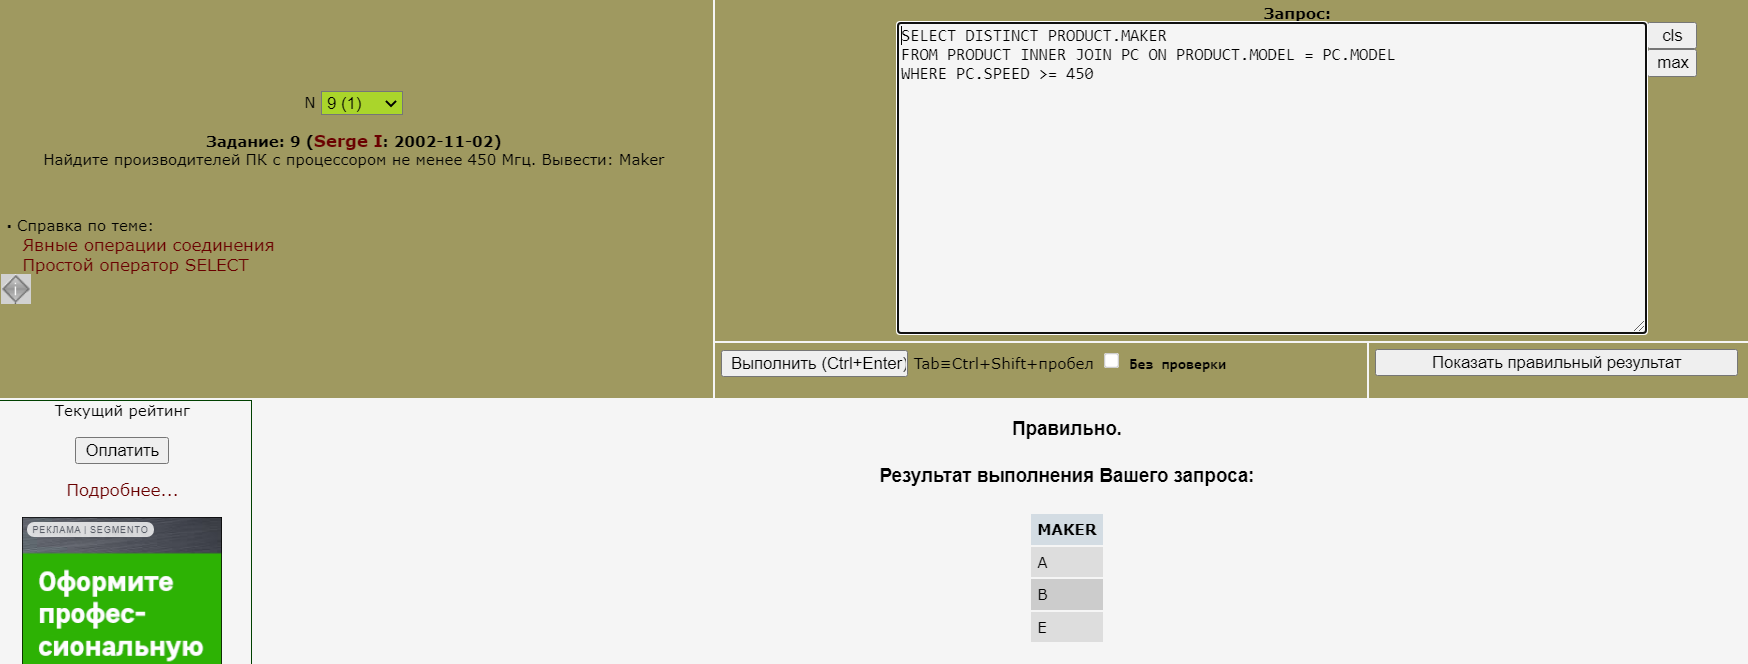 N 9 (1)
Задание: 9 (Serge I: 2002-11-02)
Найдите производителей ПК с процессором не менее 450 Мгц. Вывести: Maker
• Справка по теме:
Явные операции соединения
Простой оператор SELECT
i
Запрос:
SELECT DISTINCT PRODUCT.MAKER
FROM PRODUCT INNER JOIN PC ON PRODUCT.MODEL = PC.MODEL
WHERE PC.SPEED >= 450
cls
max
Выполнить (Ctrl+Enter) Tab≡Ctrl+Shift+пробел Без проверки
Показать правильный результат
Текущий рейтинг
Оплатить
Подробнее...
РЕКЛАМА | SEGMENTO
Оформите
профес-
сиональную
Правильно.
Результат выполнения Вашего запроса:
MAKER
A
B
E